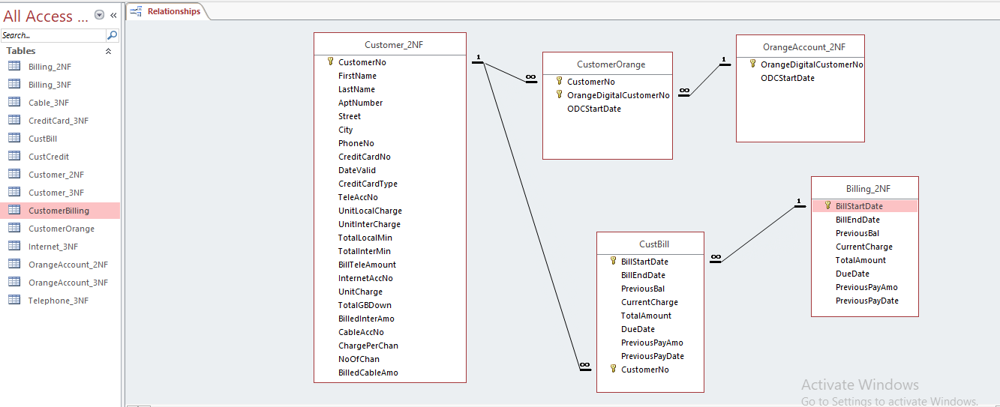 All Access ...
«
Search...
Tables
Billing_2NF
Billing_3NF
Cable_3NF
CreditCard_3NF
CustBill
CustCredit
Customer_2NF
Customer_3NF
CustomerBilling
CustomerOrange
Internet_3NF
OrangeAccount_2NF
OrangeAccount_3NF
Telephone_3NF
Relationships
Customer_2NF
CustomerNo
FirstName
LastName
AptNumber
Street
City
PhoneNo
CreditCardNo
DateValid
CreditCardType
TeleAccNo
UnitLocalCharge
UnitInterCharge
TotalLocalMin
TotalInterMin
BillTeleAmount
InternetAccNo
UnitCharge
TotalGBDown
BilledInterAmo
CableAccNo
ChargePerChan
NoOfChan
BilledCableAmo
1
∞
CustomerOrange
CustomerNo
OrangeDigitalCustomerNo
ODCStartDate
∞
1
OrangeAccount_2NF
OrangeDigitalCustomerNo
ODCStartDate
∞
CustBill
BillStartDate
BillEndDate
PreviousBal
CurrentCharge
TotalAmount
DueDate
PreviousPayAmo
PreviousPayDate
CustomerNo
∞
1
Billing_2NF
BillStartDate
BillEndDate
PreviousBal
CurrentCharge
TotalAmount
DueDate
PreviousPayAmo
PreviousPayDate
Activate Windows
Go to Settings to activate Windows.